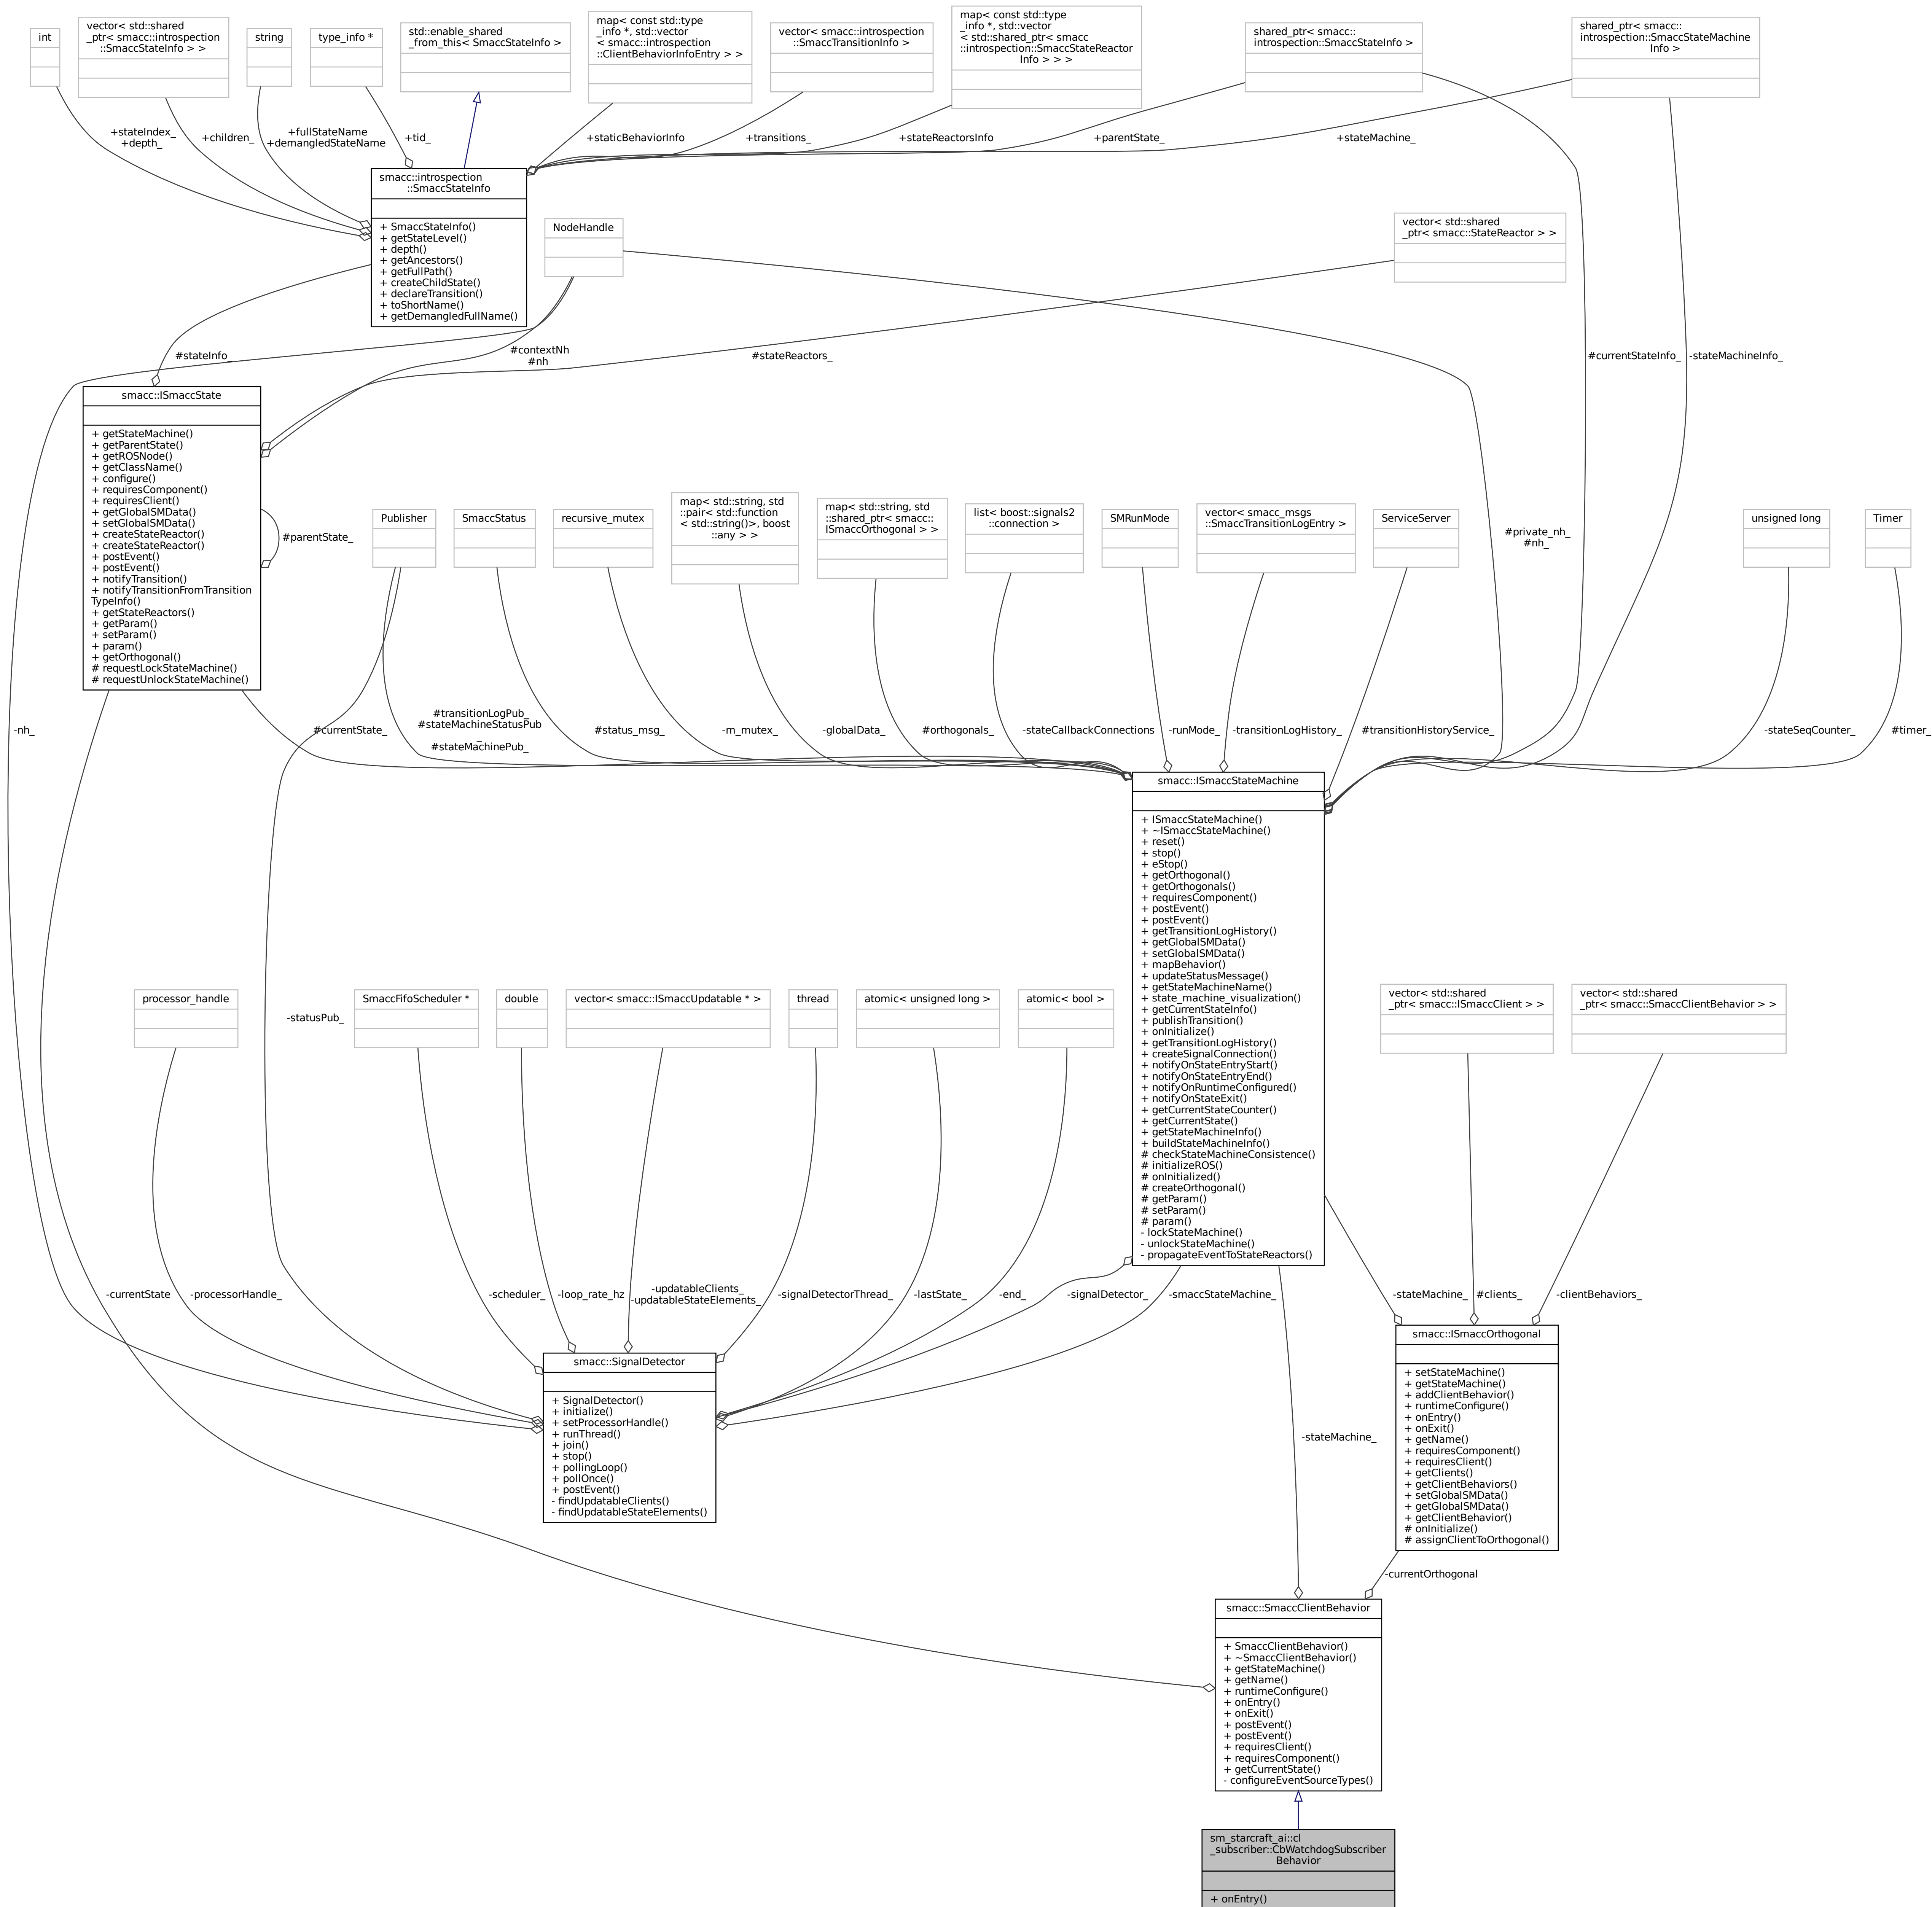 int
vector< std::shared
_ptr< smacc::introspection
::SmaccStateInfo > >
string
type_info *
std::enable_shared
_from_this< SmaccStateInfo >
map< const std::type
_info *, std::vector
< smacc::introspection
::ClientBehaviorInfoEntry > >
vector< smacc::introspection
::SmaccTransitionInfo >
map< const std::type
_info *, std::vector
< std::shared_ptr< smacc
::introspection::SmaccStateReactor
Info > > >
shared_ptr< smacc::
introspection::SmaccStateInfo >
shared_ptr< smacc::
introspection::SmaccStateMachine
Info >
+stateIndex_
+depth_
+children_
+fullStateName
+demangledStateName
+tid_
+staticBehaviorInfo
+transitions_
+stateReactorsInfo
+parentState_
+stateMachine_
smacc::introspection
::SmaccStateInfo
+ SmaccStateInfo()
+ getStateLevel()
+ depth()
+ getAncestors()
+ getFullPath()
+ createChildState()
+ declareTransition()
+ toShortName()
+ getDemangledFullName()
NodeHandle
vector< std::shared
_ptr< smacc::StateReactor > >
#stateInfo_
#contextNh
#nh
#stateReactors_
#currentStateInfo_
-stateMachineInfo_
smacc::ISmaccState
+ getStateMachine()
+ getParentState()
+ getROSNode()
+ getClassName()
+ configure()
+ requiresComponent()
+ requiresClient()
+ getGlobalSMData()
+ setGlobalSMData()
+ createStateReactor()
+ createStateReactor()
+ postEvent()
+ postEvent()
+ notifyTransition()
+ notifyTransitionFromTransition
TypeInfo()
+ getStateReactors()
+ getParam()
+ setParam()
+ param()
+ getOrthogonal()
# requestLockStateMachine()
# requestUnlockStateMachine()
#parentState_
Publisher
SmaccStatus
recursive_mutex
map< std::string, std
::pair< std::function
< std::string()>, boost
::any > >
map< std::string, std
::shared_ptr< smacc::
ISmaccOrthogonal > >
list< boost::signals2
::connection >
SMRunMode
vector< smacc_msgs
::SmaccTransitionLogEntry >
ServiceServer
#private_nh_
#nh_
unsigned long
Timer
-nh_
#currentState_
#transitionLogPub_
#stateMachineStatusPub
_
#stateMachinePub_
#status_msg_
-m_mutex_
-globalData_
#orthogonals_
-stateCallbackConnections
-runMode_
-transitionLogHistory_
#transitionHistoryService_
-stateSeqCounter_
#timer_
smacc::ISmaccStateMachine
+ ISmaccStateMachine()
+ ~ISmaccStateMachine()
+ reset()
+ stop()
+ eStop()
+ getOrthogonal()
+ getOrthogonals()
+ requiresComponent()
+ postEvent()
+ postEvent()
+ getTransitionLogHistory()
+ getGlobalSMData()
+ setGlobalSMData()
+ mapBehavior()
+ updateStatusMessage()
+ getStateMachineName()
+ state_machine_visualization()
+ getCurrentStateInfo()
+ publishTransition()
+ onInitialize()
+ getTransitionLogHistory()
+ createSignalConnection()
+ notifyOnStateEntryStart()
+ notifyOnStateEntryEnd()
+ notifyOnRuntimeConfigured()
+ notifyOnStateExit()
+ getCurrentStateCounter()
+ getCurrentState()
+ getStateMachineInfo()
+ buildStateMachineInfo()
# checkStateMachineConsistence()
# initializeROS()
# onInitialized()
# createOrthogonal()
# getParam()
# setParam()
# param()
- lockStateMachine()
- unlockStateMachine()
- propagateEventToStateReactors()
processor_handle
-statusPub_
SmaccFifoScheduler *
double
vector< smacc::ISmaccUpdatable * >
thread
atomic< unsigned long >
atomic< bool >
vector< std::shared
_ptr< smacc::ISmaccClient > >
vector< std::shared
_ptr< smacc::SmaccClientBehavior > >
-currentState
-processorHandle_
-scheduler_
-loop_rate_hz
-updatableClients_
-updatableStateElements_
-signalDetectorThread_
-lastState_
-end_
-signalDetector_
-smaccStateMachine_
-stateMachine_
#clients_
-clientBehaviors_
smacc::SignalDetector
+ SignalDetector()
+ initialize()
+ setProcessorHandle()
+ runThread()
+ join()
+ stop()
+ pollingLoop()
+ pollOnce()
+ postEvent()
- findUpdatableClients()
- findUpdatableStateElements()
-stateMachine_
smacc::ISmaccOrthogonal
+ setStateMachine()
+ getStateMachine()
+ addClientBehavior()
+ runtimeConfigure()
+ onEntry()
+ onExit()
+ getName()
+ requiresComponent()
+ requiresClient()
+ getClients()
+ getClientBehaviors()
+ setGlobalSMData()
+ getGlobalSMData()
+ getClientBehavior()
# onInitialize()
# assignClientToOrthogonal()
-currentOrthogonal
smacc::SmaccClientBehavior
+ SmaccClientBehavior()
+ ~SmaccClientBehavior()
+ getStateMachine()
+ getName()
+ runtimeConfigure()
+ onEntry()
+ onExit()
+ postEvent()
+ postEvent()
+ requiresClient()
+ requiresComponent()
+ getCurrentState()
- configureEventSourceTypes()
sm_starcraft_ai::cl
_subscriber::CbWatchdogSubscriber
Behavior
+ onEntry()